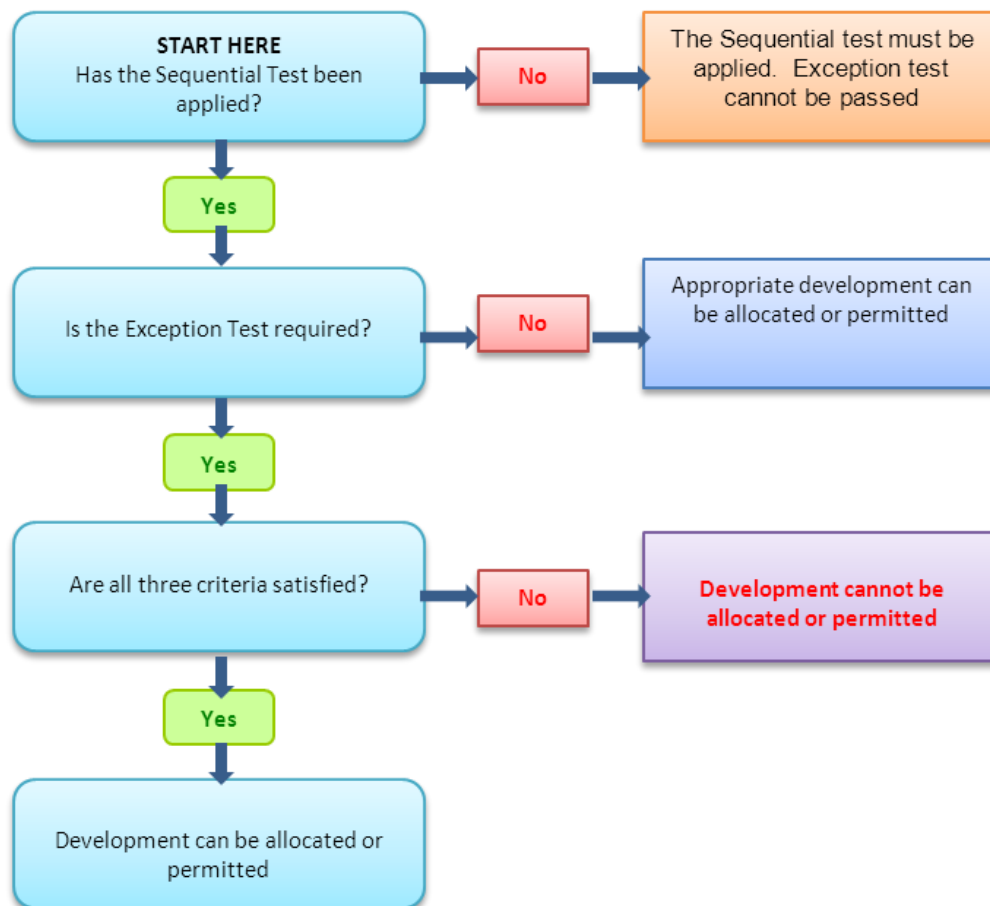 START HERE
Has the Sequential Test been
applied?
No
The Sequential test must be
applied.  Exception test
cannot be passed
Yes
Is the Exception Test required?
No
Appropriate development can
be allocated or permitted
Yes
Are all three criteria satisfied?
No
Development cannot be
allocated or permitted
Yes
Development can be allocated or
permitted